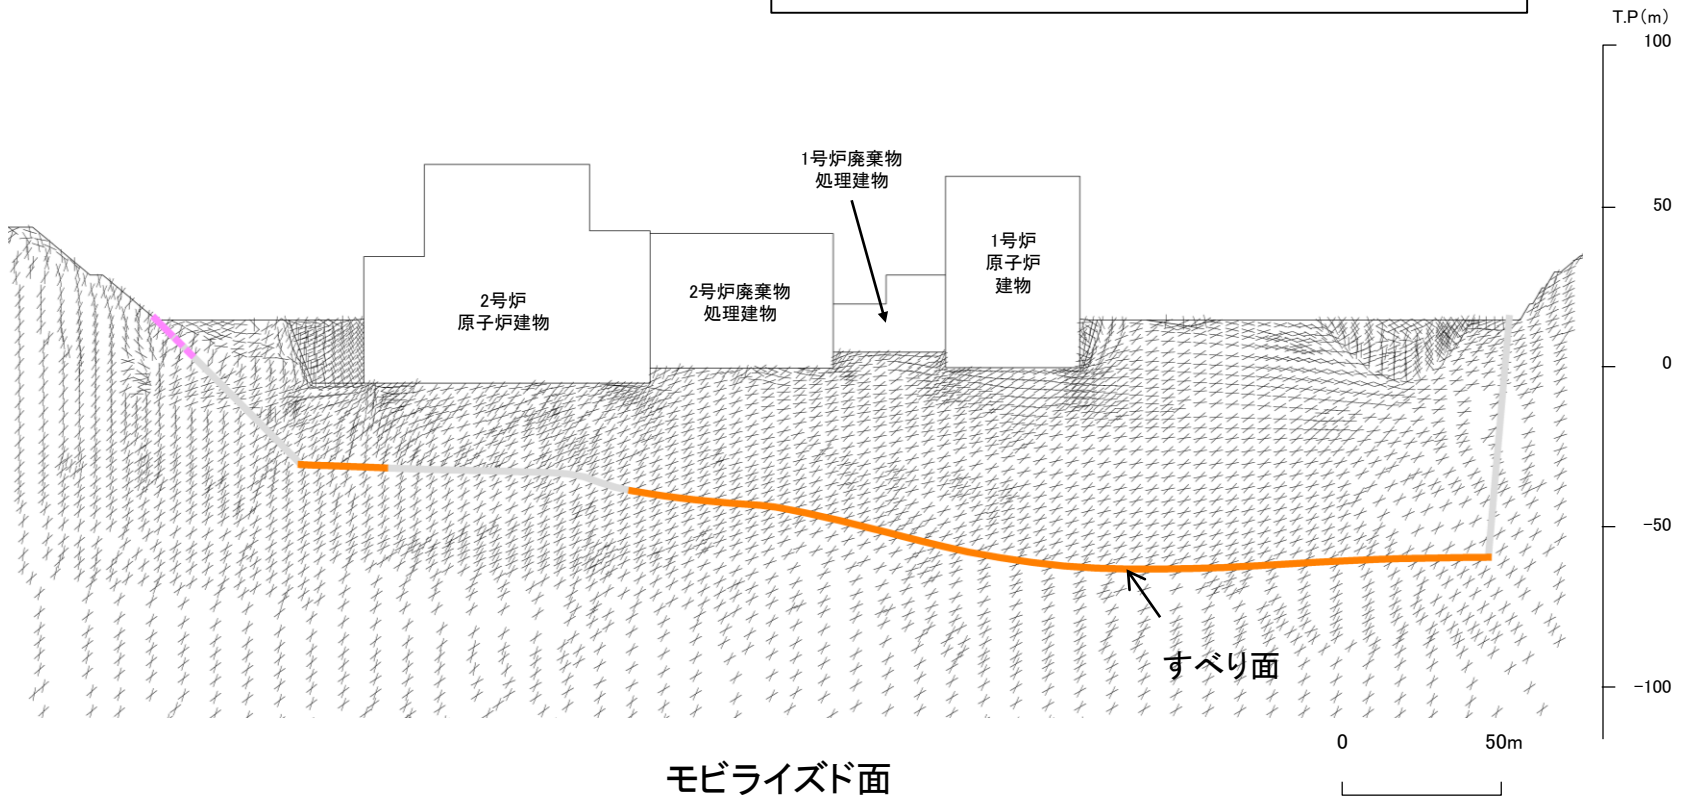 T.P(m)
100
50
0
-50
-100
1号炉廃棄物
処理建物
2号炉
原子炉建物
2号炉廃棄物
処理建物
1号炉
原子炉
建物
すべり面
0 50m
モビライズド面